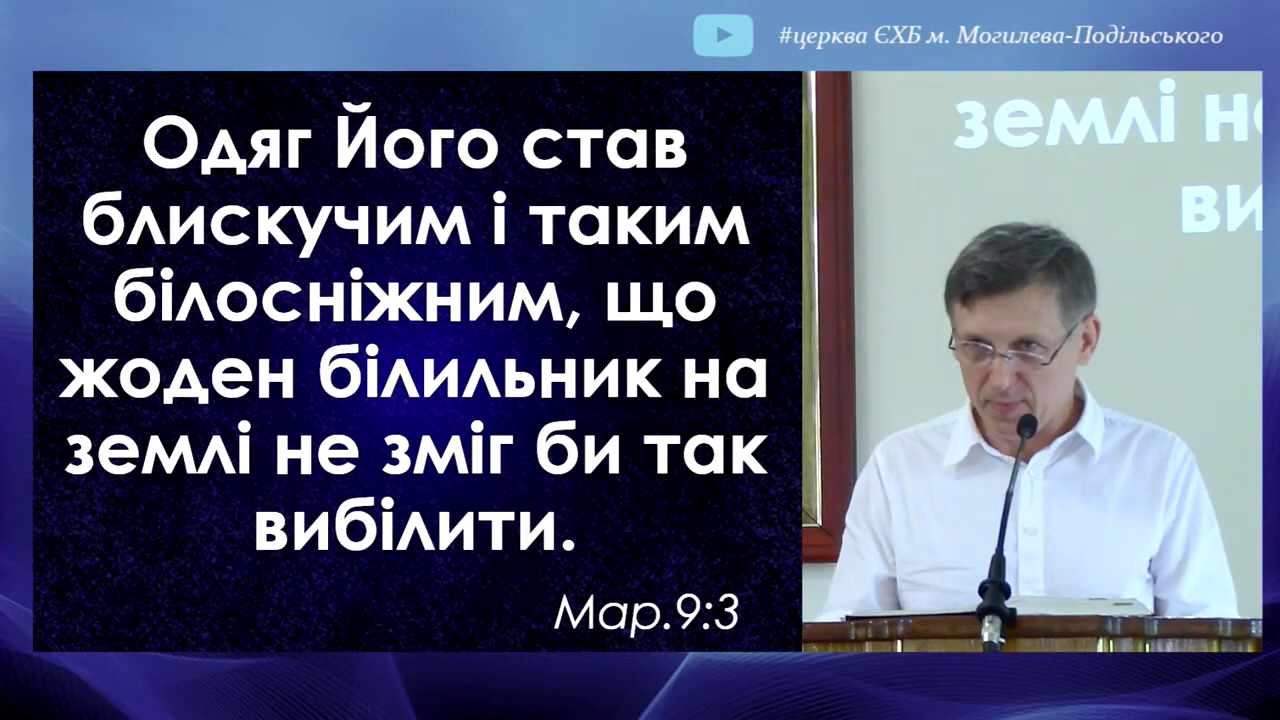 #церква ЄХБ м. Могилева-Подільського
Одяг Його став
блискучим і таким
білосніжним, що
жоден білильник на
землі не зміг би так
вибілити.
Мар.9:3
землі